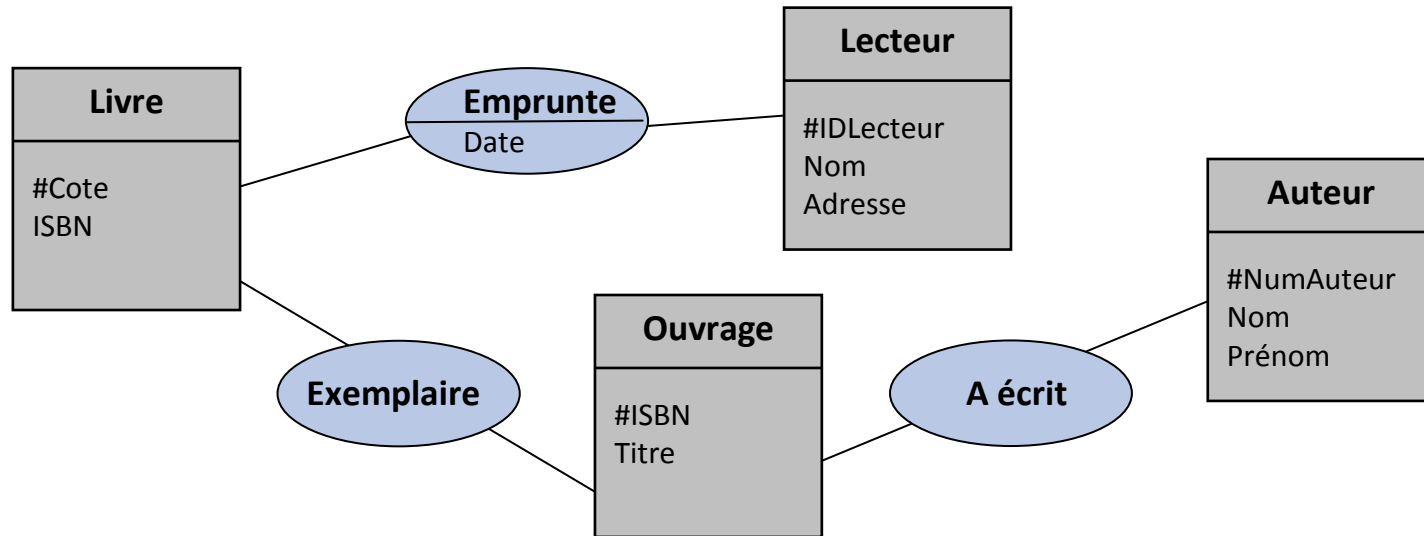 Livre
#Cote
ISBN
Emprunte
Date
Lecteur
#IDLecteur
Nom
Adresse
Exemplaire
Ouvrage
#ISBN
Titre
A écrit
Auteur
#NumAuteur
Nom
Prénom